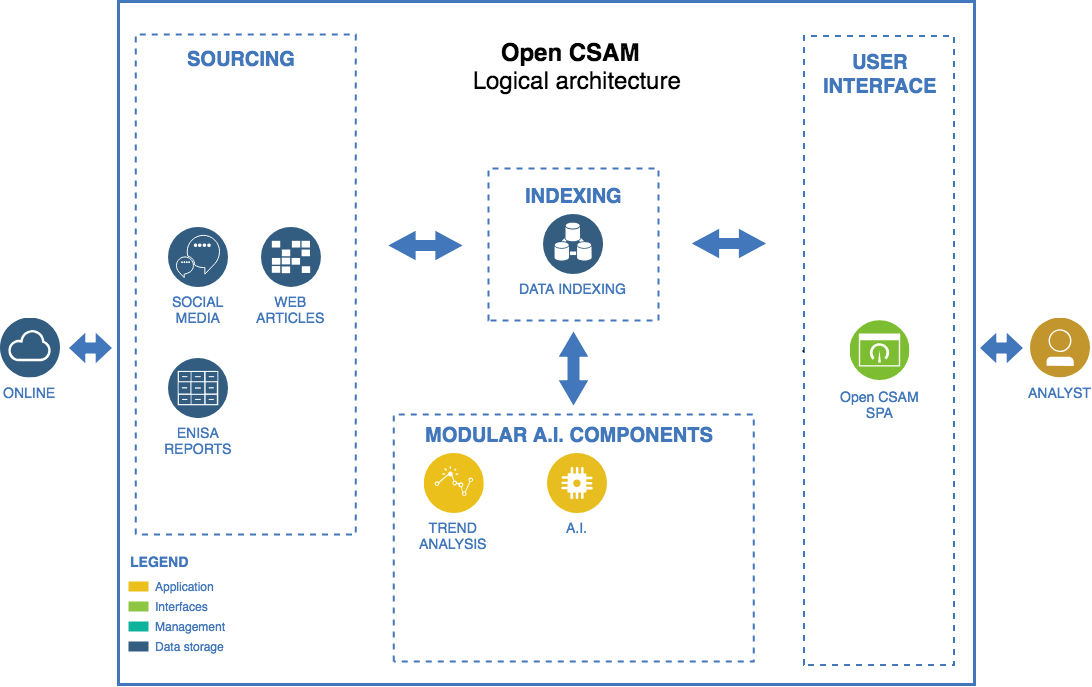 Open CSAM
Logical architecture
SOURCING
SOCIAL
MEDIA
WEB
ARTICLES
ENISA
REPORTS
ONLINE
INDEXING
DATA INDEXING
MODULAR A.I. COMPONENTS
TREND
ANALYSIS
A.I.
USER
INTERFACE
Open CSAM
SPA
ANALYST
LEGEND
Application
Interfaces
Management
Data storage